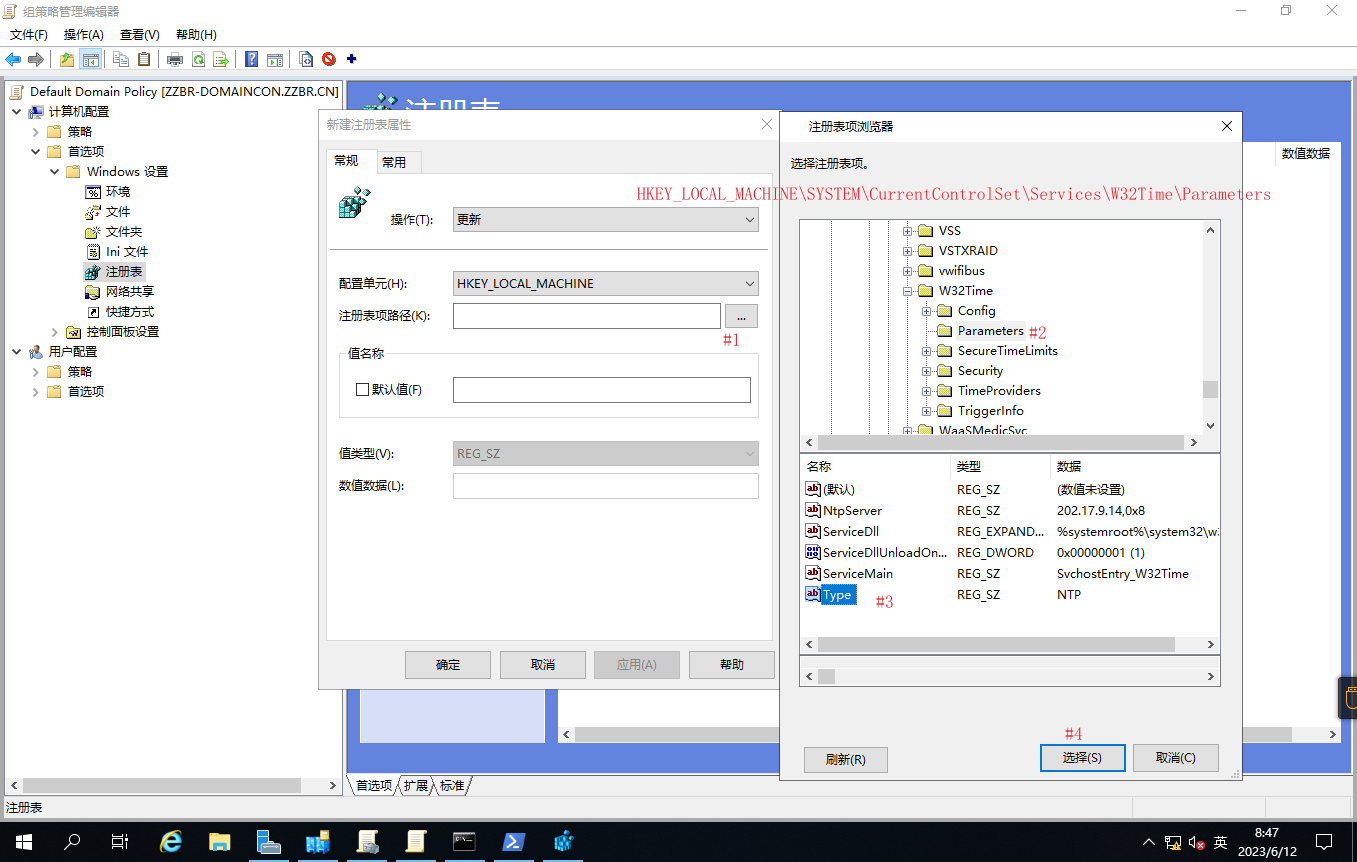 组策略管理编辑器
文件(F) 操作(A) 查看(V) 帮助(H)
Default Domain Policy [ZZBR-DOMAINCON.ZZBR.CN]
计算机配置
策略
首选项
Windows 设置
环境
文件
文件夹
Ini 文件
注册表
网络共享
快捷方式
控制面板设置
用户配置
策略
首选项
注册表
数值数据
新建注册表属性
常规 常用
操作(T): 更新
配置单元(H): HKEY_LOCAL_MACHINE
注册表项路径(K): ...
#1
值名称
默认值(F)
值类型(V): REG_SZ
数值数据(L):
确定 取消 应用(A) 帮助
注册表项浏览器
选择注册表项。
HKEY_LOCAL_MACHINE\SYSTEM\CurrentControlSet\Services\W32Time\Parameters
VSS
VSTXRAID
vwifibus
W32Time
Config
Parameters #2
SecureTimeLimits
Security
TimeProviders
TriggerInfo
WaaSMedicSvc
名称 类型 数据
(默认) REG_SZ (数值未设置)
NtpServer REG_SZ 202.17.9.14,0x8
ServiceDll REG_EXPAND... %systemroot%\system32\w3
ServiceDllUnloadOn... REG_DWORD 0x00000001 (1)
ServiceMain REG_SZ SvchostEntry_W32Time
Type REG_SZ NTP
#3
#4
刷新(R) 选择(S) 取消(C)
首选项 扩展 标准
注册表
英
8:47
2023/6/12